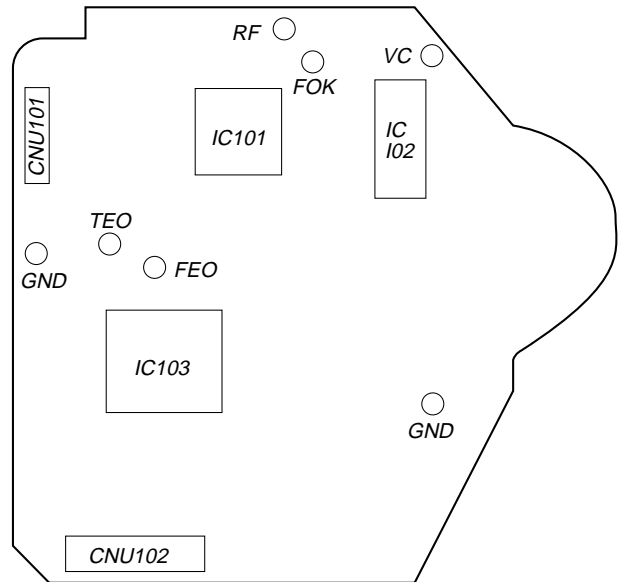 RF
VC
FOK
CNU101
IC101
IC
I02
TEO
GND
FEO
IC103
GND
CNU102